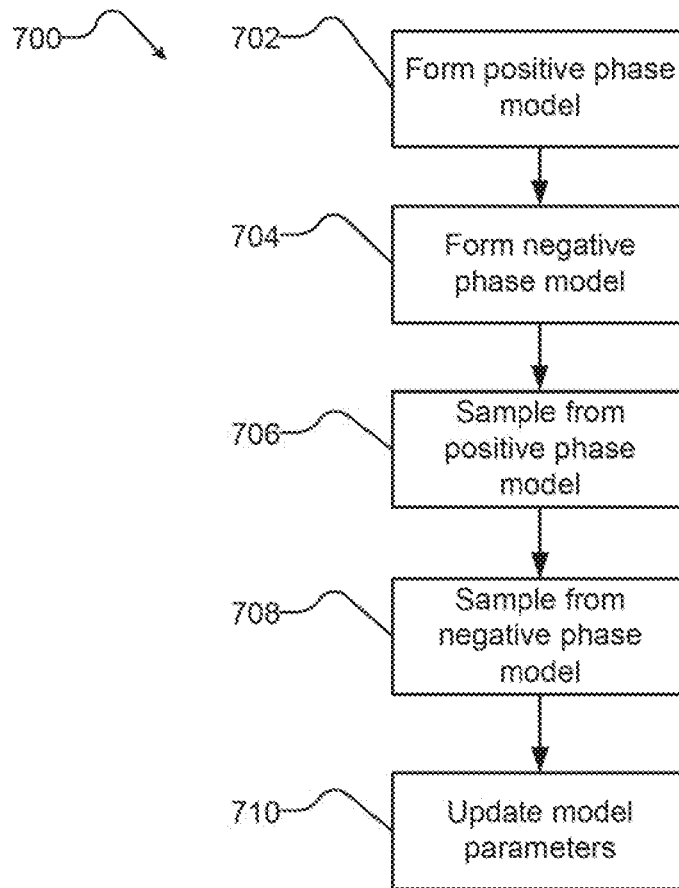 700
702
Form positive phase
model
704
Form negative
phase model
706
Sample from
positive phase
model
708
Sample from
negative phase
model
710
Update model
parameters